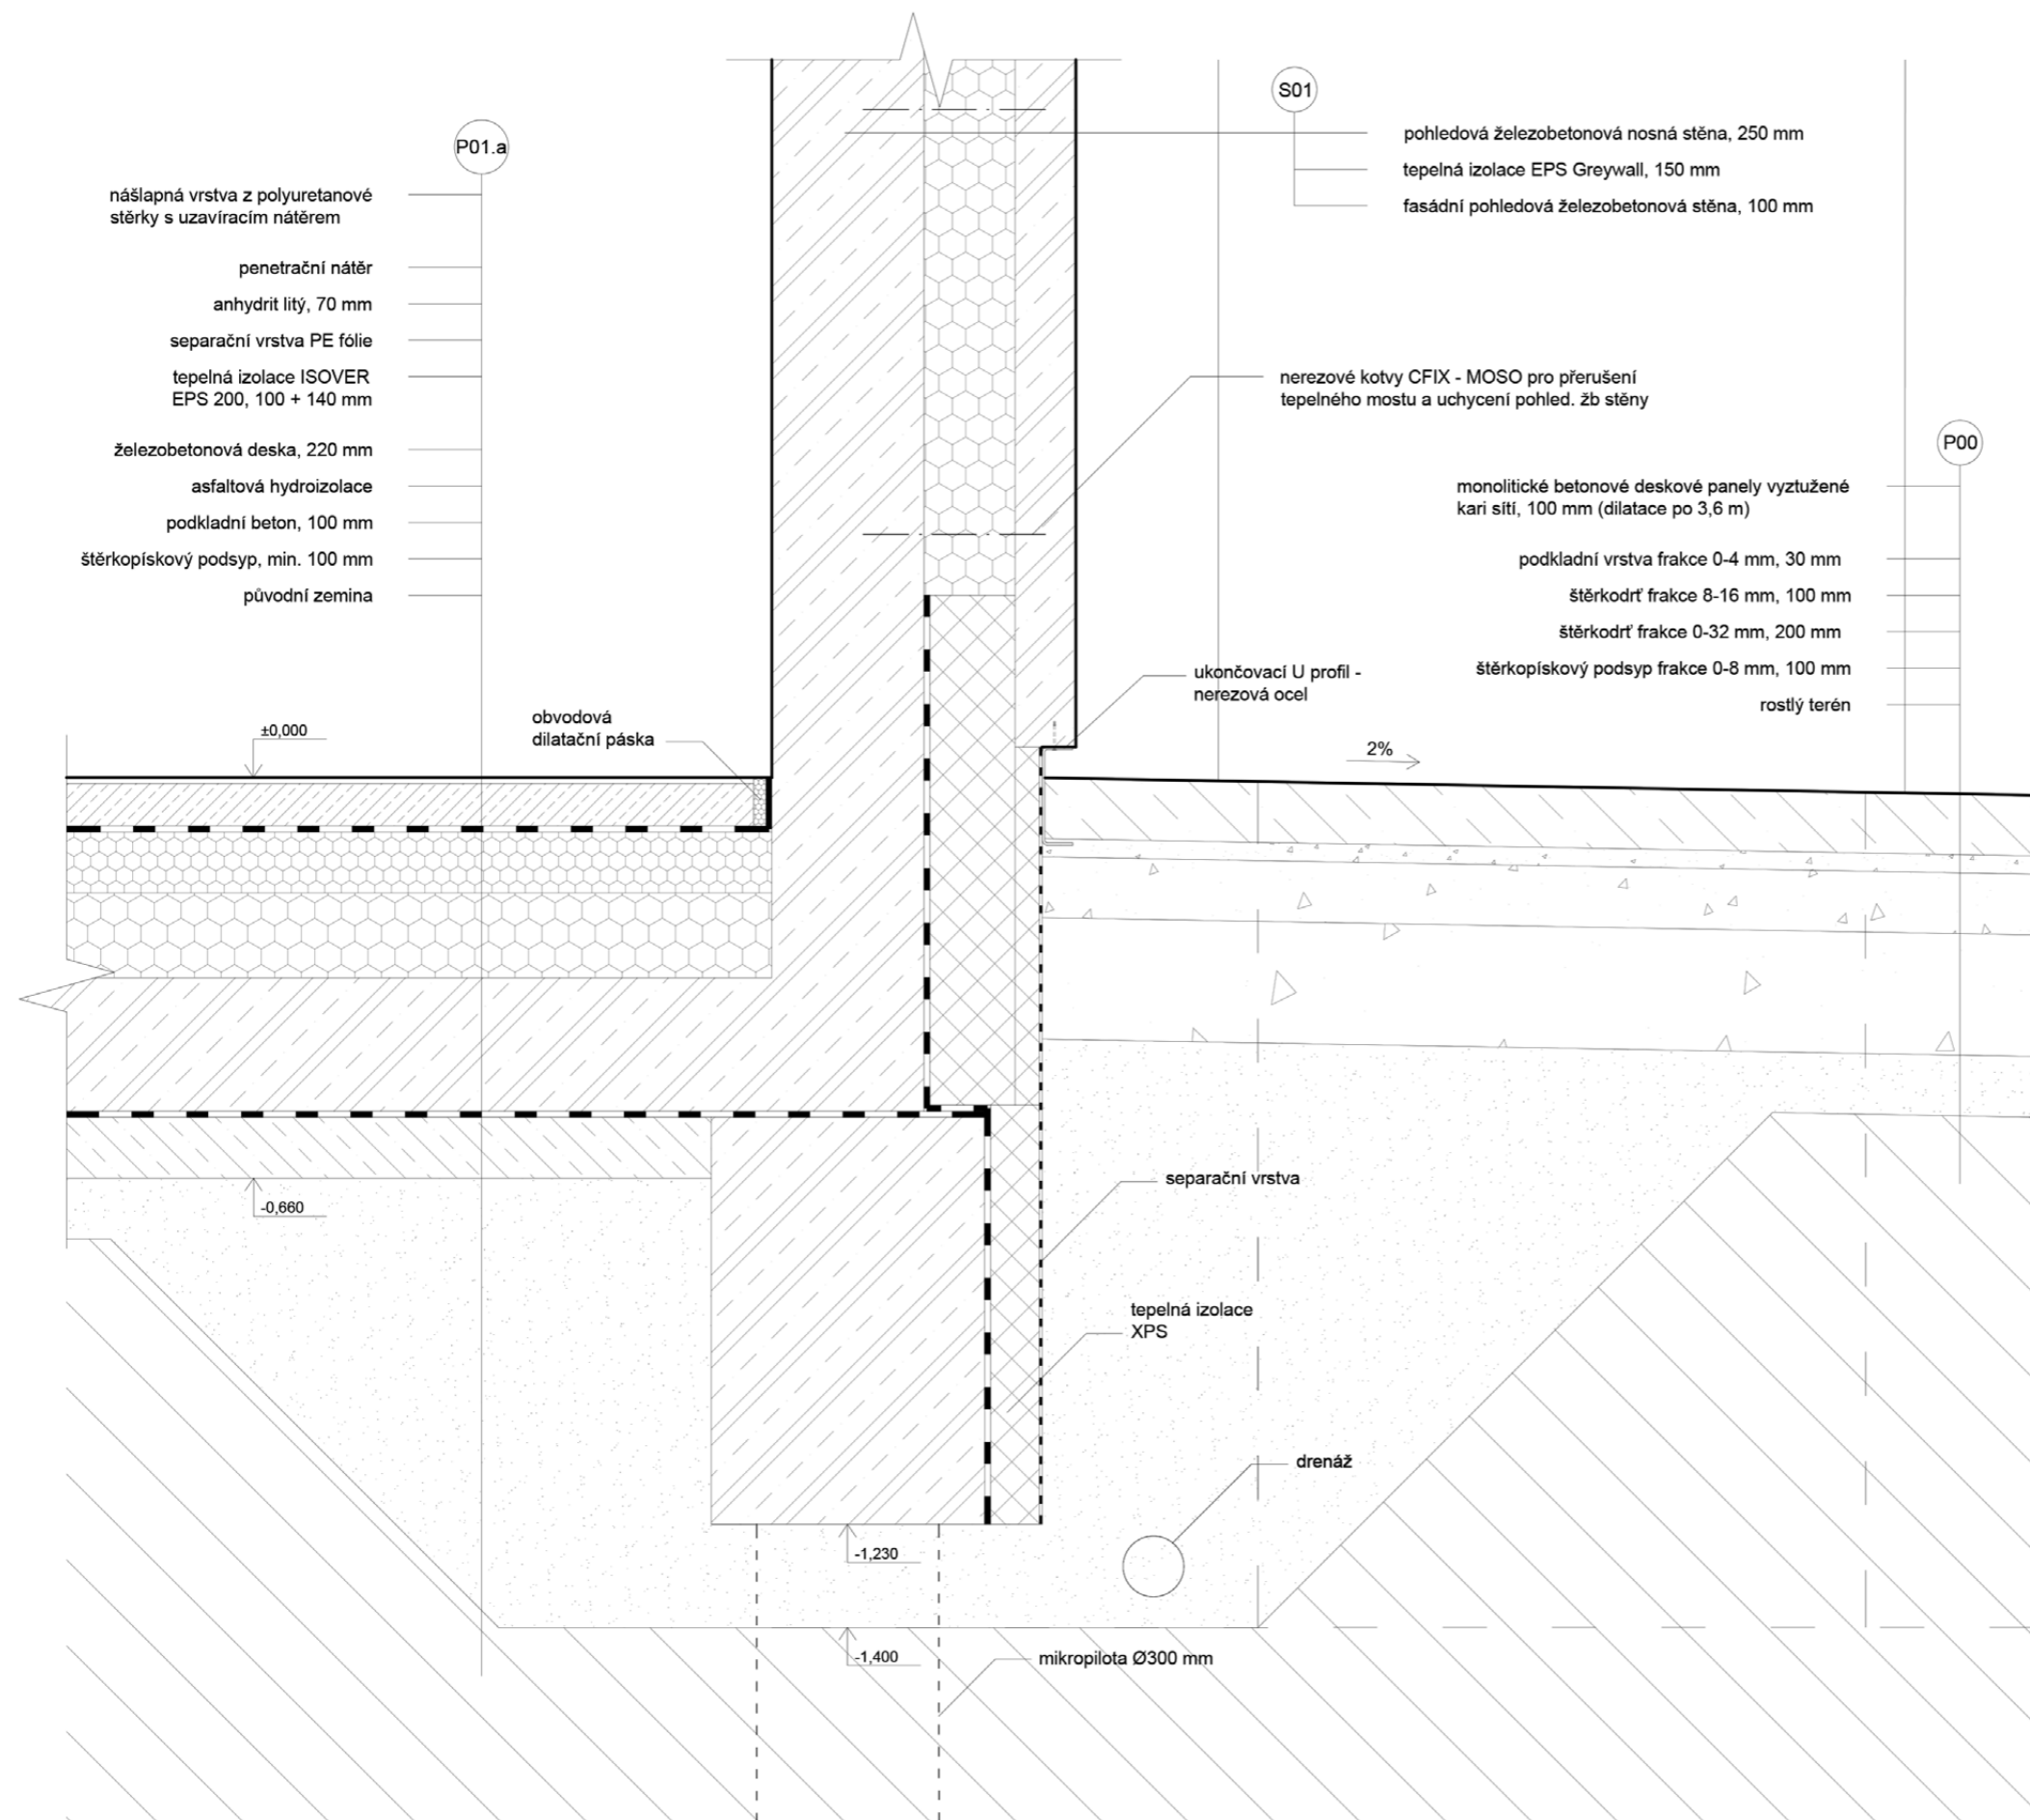 P01.a
nášlapná vrstva z polyuretanové
stěrky s uzavíracím nátěrem
penetrační nátěr
anhydrit litý, 70 mm
separační vrstva PE fólie
tepelná izolace ISOVER
EPS 200, 100 + 140 mm
železobetonová deska, 220 mm
asfaltová hydroizolace
podkladní beton, 100 mm
štěrkopískový podsyp, min. 100 mm
původní zemina
S01
pohledová železobetonová nosná stěna, 250 mm
tepelná izolace EPS Greywall, 150 mm
fasádní pohledová železobetonová stěna, 100 mm
nerezové kotvy CFIX - MOSO pro přerušení
tepelného mostu a uchycení pohled. žb stěny
P00
monolitické betonové deskové panely vyztužené
kari sítí, 100 mm (dilatace po 3,6 m)
podkladní vrstva frakce 0-4 mm, 30 mm
štěrkodrť frakce 8-16 mm, 100 mm
štěrkodrť frakce 0-32 mm, 200 mm
štěrkopískový podsyp frakce 0-8 mm, 100 mm
rostlý terén
ukončovací U profil -
nerezová ocel
obvodová
dilatační páska
±0,000
2%
separační vrstva
-0,660
tepelná izolace
XPS
drenáž
-1,230
-1,400
mikropilota Ø300 mm